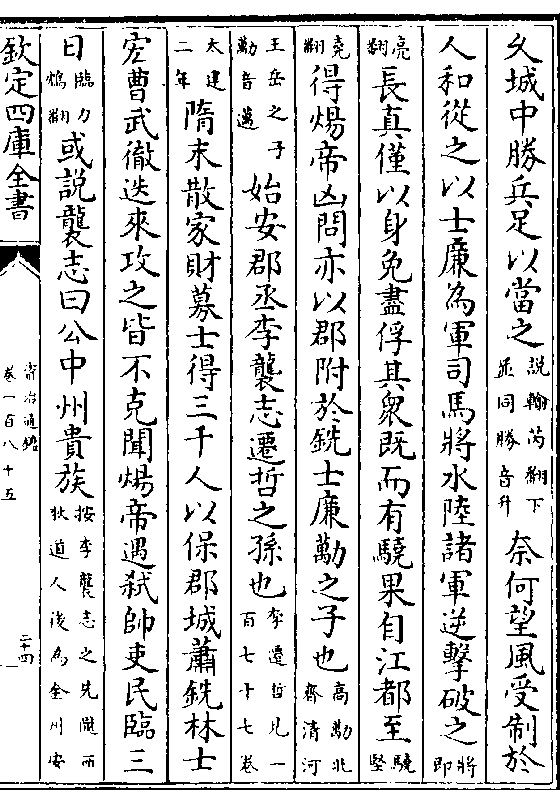 久城中勝兵足以當之說輸芮翻下並同勝音升奈何望風受制於
人和從之以士廉為軍司馬將水陸諸軍逆擊破之將即
亮翻長真僅以身免盡俘其衆既而有驍果自江都至驍堅
堯翻得煬帝凶問亦以郡附於銑士廉勱之子也高勱北齊清河
王岳之子勱音邁始安郡丞李襲志遷哲之孫也李遷哲見一百七十七卷
太建二年隋末散家財募士得三千人以保郡城蕭銑林士
宏曹武徹迭來攻之皆不克聞煬帝遇弒帥吏民臨三
日臨力鴆翻或說襲志曰公中州貴族按李襲志之先隴西狄道人後為金州安
欽定四庫全書
資治通鑑
卷一百八十五
二十四